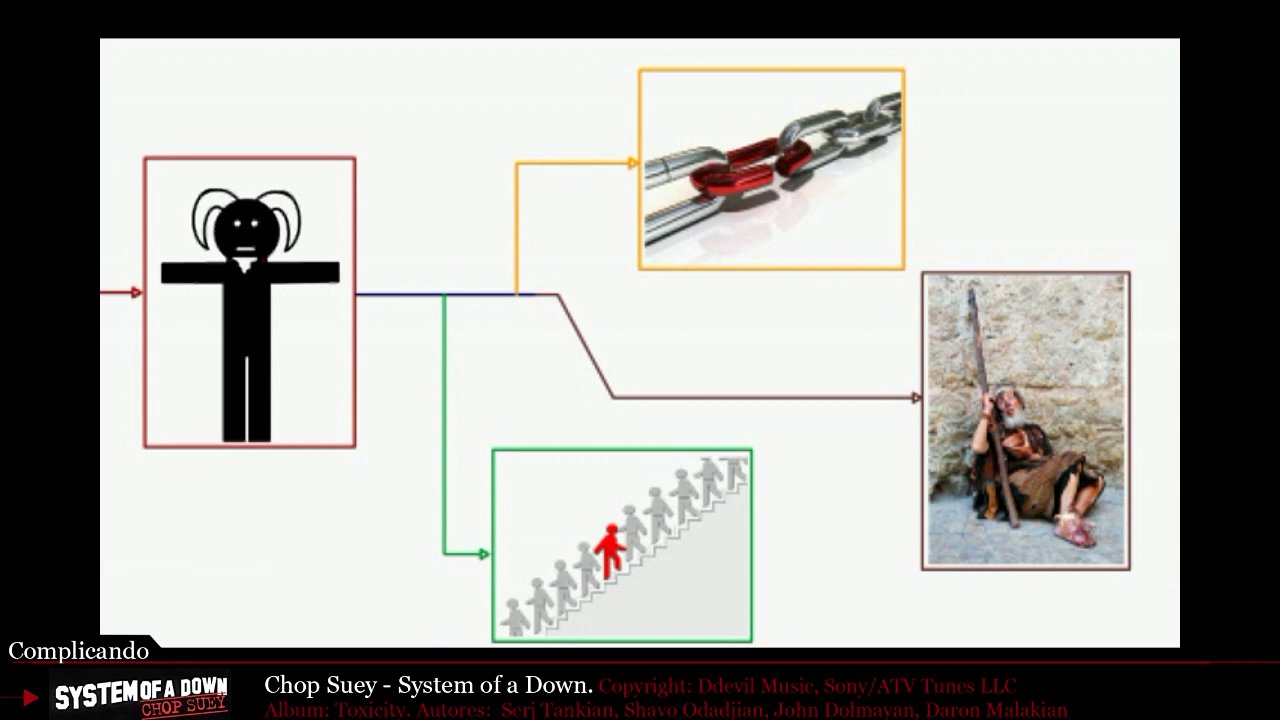 Complicando
SYSTEM OF A DOWN
CHOP SUEY
Chop Suey - System of a Down. Copyright: Ddevil Music, Sony/ATV Tunes LLC
Album: Toxicity. Autores: Serj Tankian, Shavo Odadjian, John Dolmayan, Daron Malakian